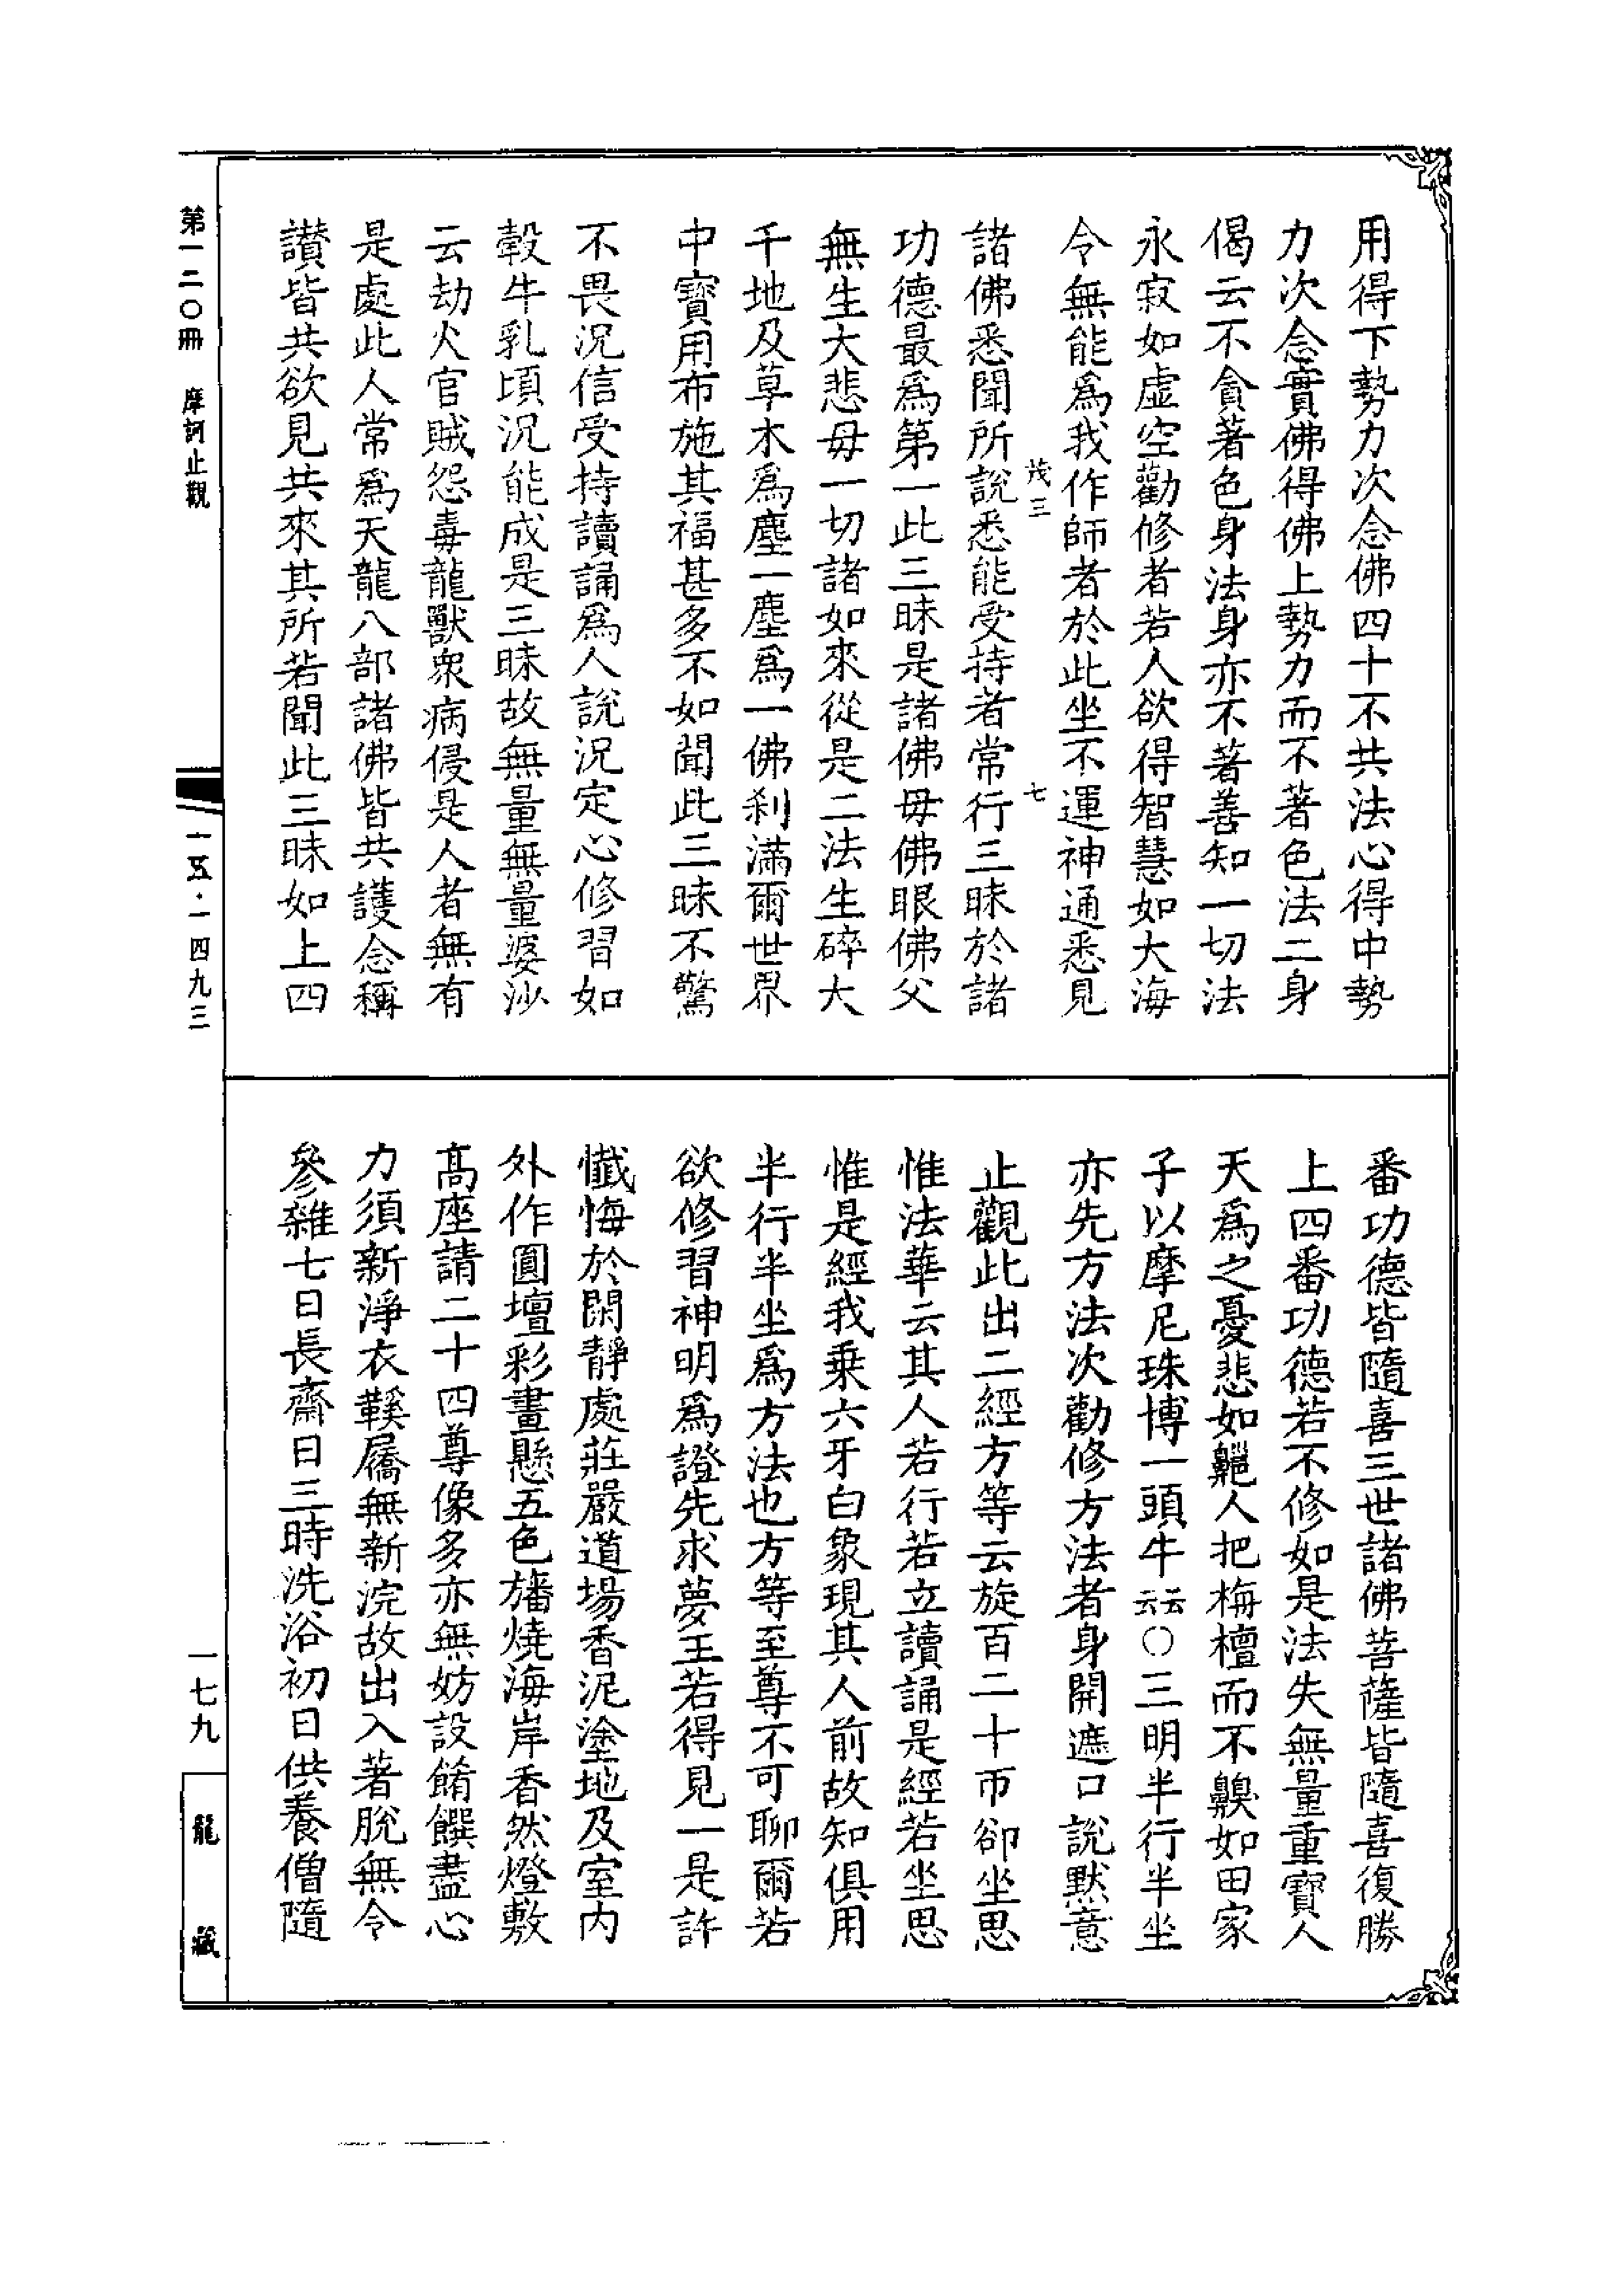 用得下勢力次念佛四十不共法心得中勢
力次念實佛得佛上勢力而不著色法二身
偈云不貪著色身法身亦不著善知一切法
永寂如虛空勸修者若人欲得智慧如大海
令無能爲我作師者於此坐不運神通悉見
茂三 七
諸佛悉聞所說悉能受持者常行三昧於諸
功德最爲第一此三昧是諸佛母佛眼佛父
無生大悲母一切諸如來從是二法生碎大
千地及草木爲塵一塵爲一佛刹滿爾世界
中寶用布施其福甚多不如聞此三昧不驚
不畏況信受持讀誦爲人說況定心修習如
𤚲牛乳頃況能成是三昧故無量無量婆沙
云劫火官賊怨毒龍獸衆病侵是人者無有
是處此人常爲天龍八部諸佛皆共護念稱
讚皆共欲見共來其所若聞此三昧如上四
番功德皆隨喜三世諸佛菩薩皆隨喜復勝
上四番功德若不修如是法失無量重寶人
天爲之憂悲如齆人把栴檀而不齅如田家
子以摩尼珠博一頭牛云云○三明半行半坐
亦先方法次勸修方法者身開遮口說默意
止觀此出二經方等云旋百二十帀卻坐思
惟法華云其人若行若立讀誦是經若坐思
惟是經我乗六牙白象現其人前故知俱用
半行半坐爲方法也方等至尊不可聊爾若
欲修習神明爲證先求夢王若得見一是許
懺悔於閑靜處莊嚴道場香泥塗地及室内
外作圓壇彩畫懸五色旛燒海岸香然燈敷
高座請二十四尊像多亦無妨設餚饌盡心
力須新淨衣鞵屩無新浣故出入著脫無令
參雜七日長齋日三時洗浴初日供養僧隨
第一二〇冊 摩訶止觀
一五·一四九三
一七九
龍藏